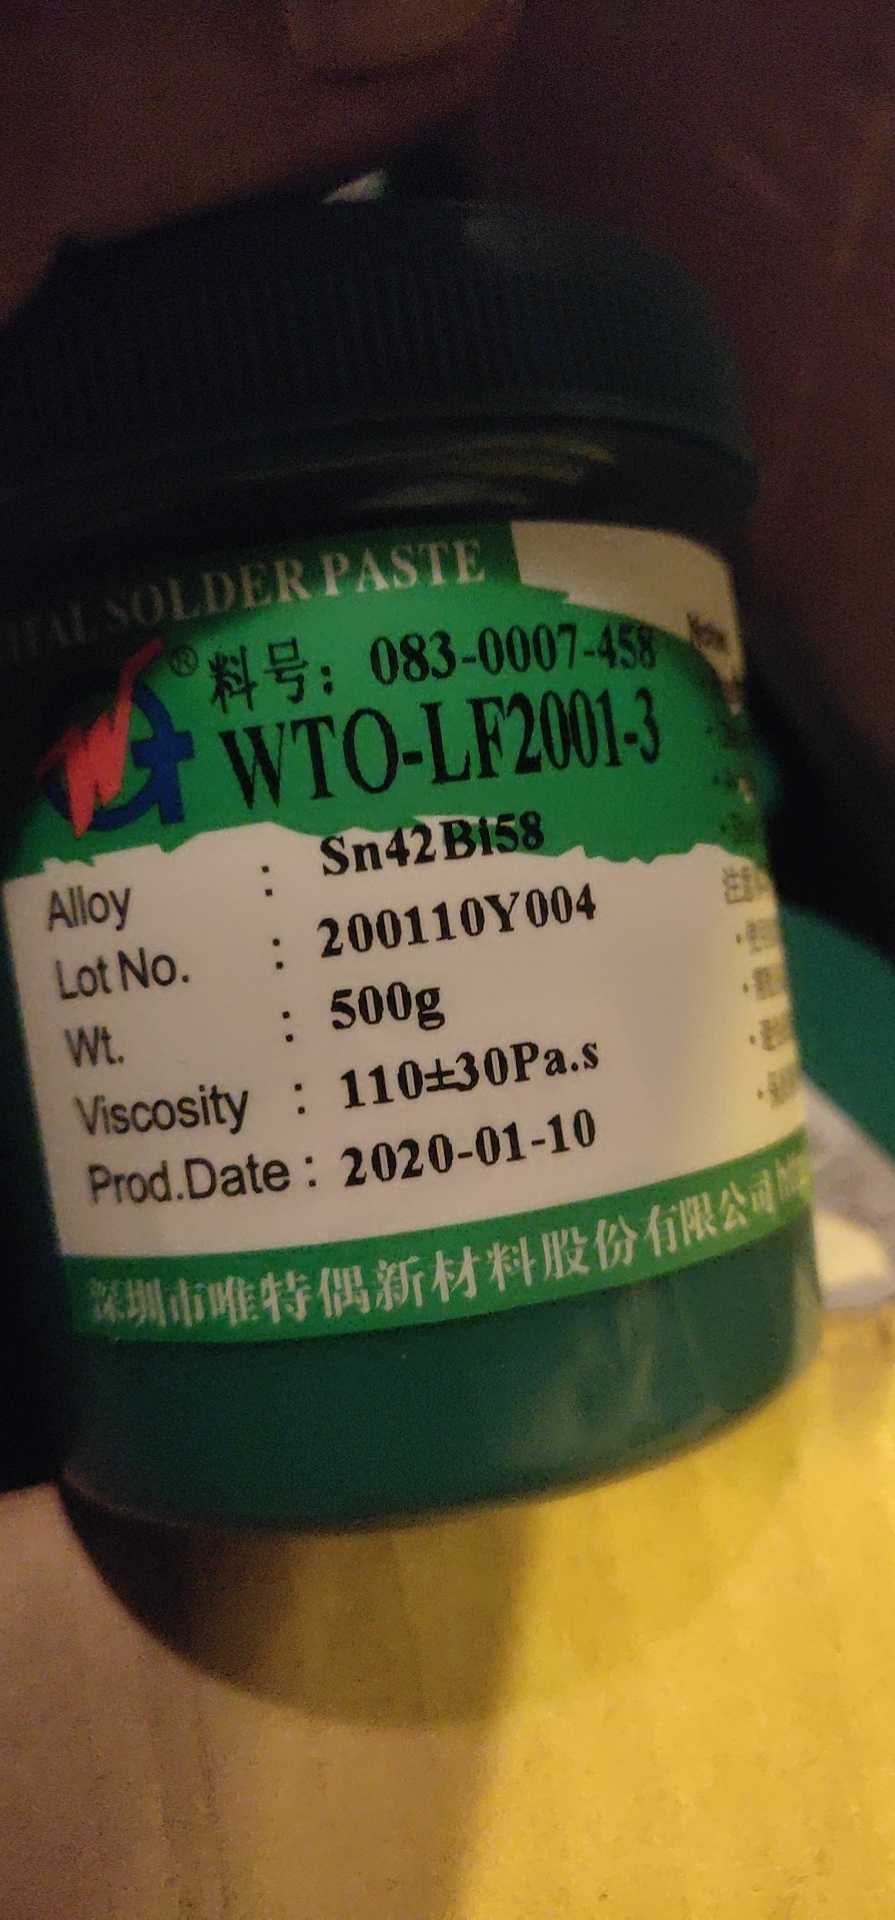 SOLDER PASTE
® 料号：083-0007-458
WTO-LF2001-3
Alloy : Sn42Bi58
Lot No. : 200110Y004
Wt. : 500g
Viscosity : 110±30Pa.s
Prod.Date : 2020-01-10
深圳市唯特偶新材料股份有限公司